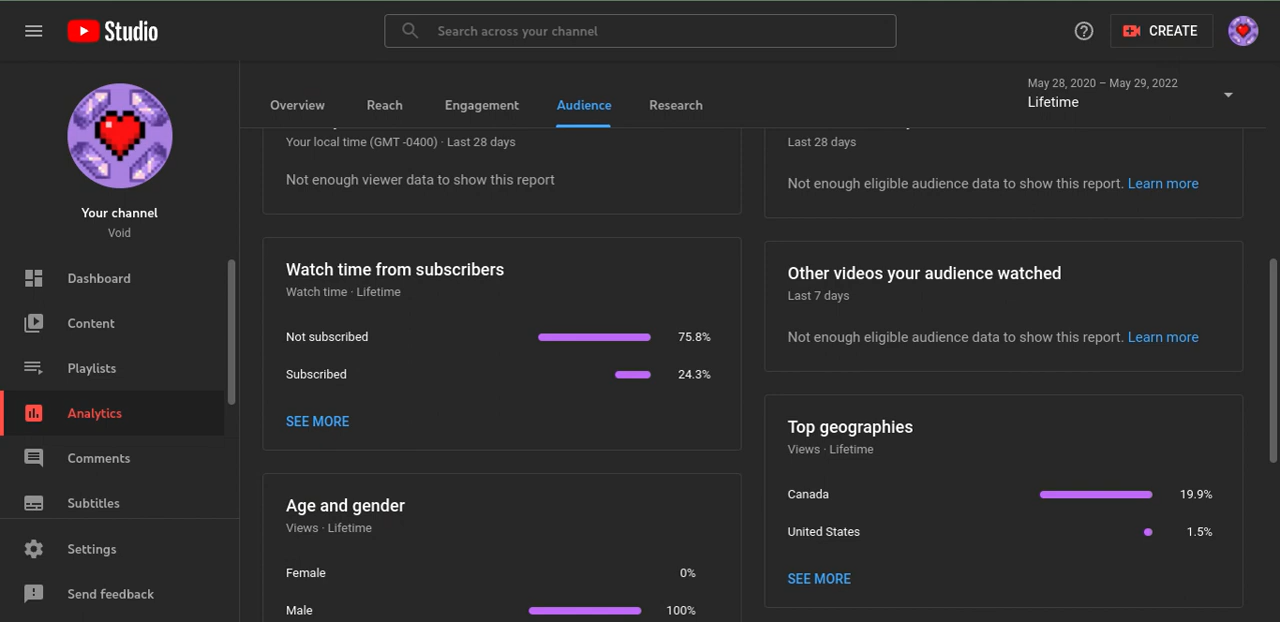 Studio
Search across your channel
CREATE
Your channel
Void
Dashboard
Content
Playlists
Analytics
Comments
Subtitles
Settings
Send feedback
Overview
Reach
Engagement
Audience
Research
May 28, 2020 – May 29, 2022
Lifetime
Your local time (GMT -0400) · Last 28 days
Not enough viewer data to show this report
Watch time from subscribers
Watch time · Lifetime
Not subscribed 75.8%
Subscribed 24.3%
SEE MORE
Age and gender
Views · Lifetime
Female 0%
Male 100%
Last 28 days
Not enough eligible audience data to show this report. Learn more
Other videos your audience watched
Last 7 days
Not enough eligible audience data to show this report. Learn more
Top geographies
Views · Lifetime
Canada 19.9%
United States 1.5%
SEE MORE